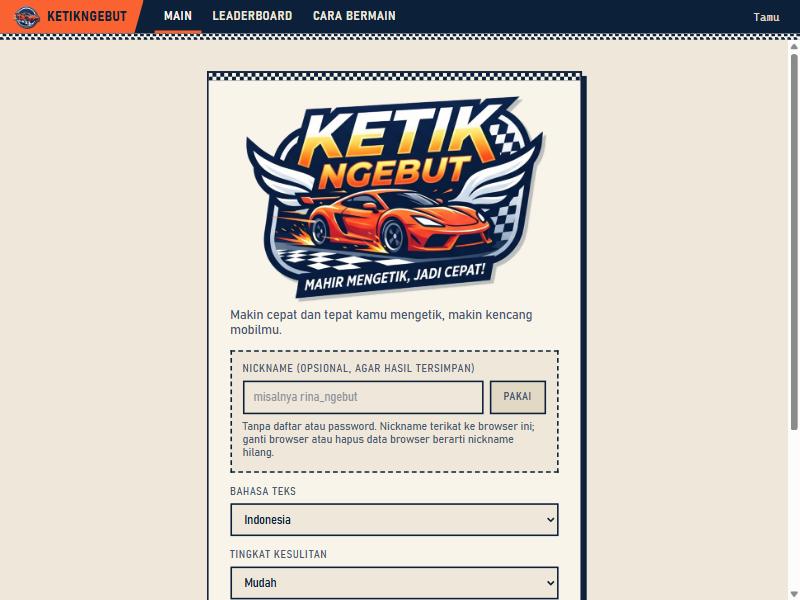 KETIKNGEBUT
MAIN
LEADERBOARD
CARA BERMAIN
Tamu
KETIK
NGEBUT
MAHIR MENGETIK, JADI CEPAT!
Makin cepat dan tepat kamu mengetik, makin kencang
mobilmu.
NICKNAME (OPSIONAL, AGAR HASIL TERSIMPAN)
misalnya rina_ngebut
PAKAI
Tanpa daftar atau password. Nickname terikat ke browser ini;
ganti browser atau hapus data browser berarti nickname
hilang.
BAHASA TEKS
Indonesia
TINGKAT KESULITAN
Mudah